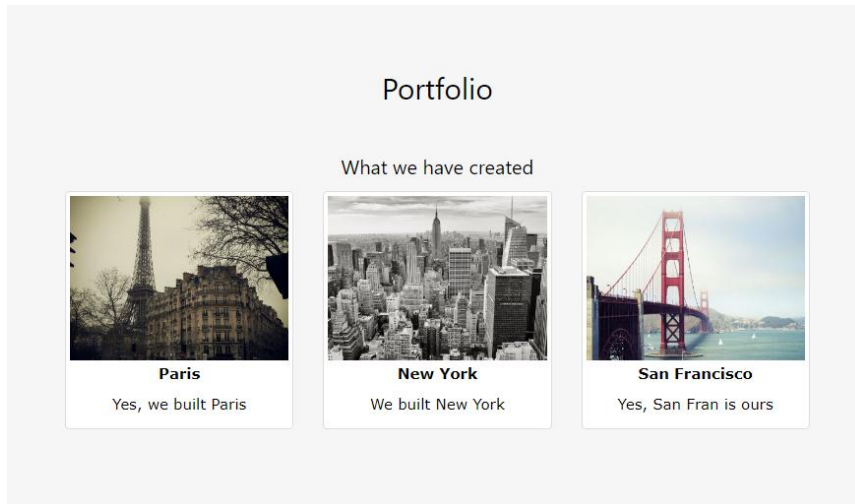 Portfolio
What we have created
Paris
Yes, we built Paris
New York
We built New York
San Francisco
Yes, San Fran is ours